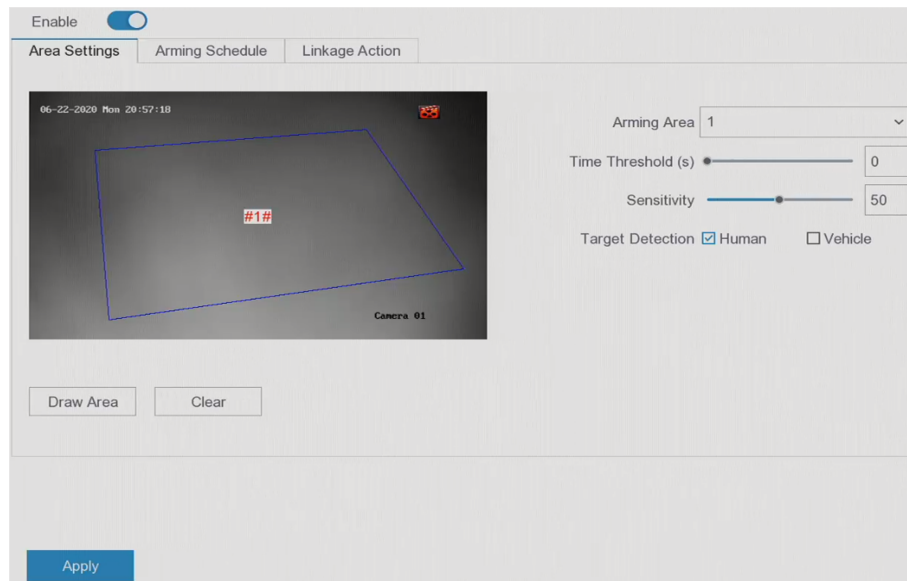 Enable
Area Settings Arming Schedule Linkage Action
06-22-2020 Mon 20:57:18
#1#
Camera 01
Arming Area 1
Time Threshold (s) 0
Sensitivity 50
Target Detection Human Vehicle
Draw Area Clear
Apply